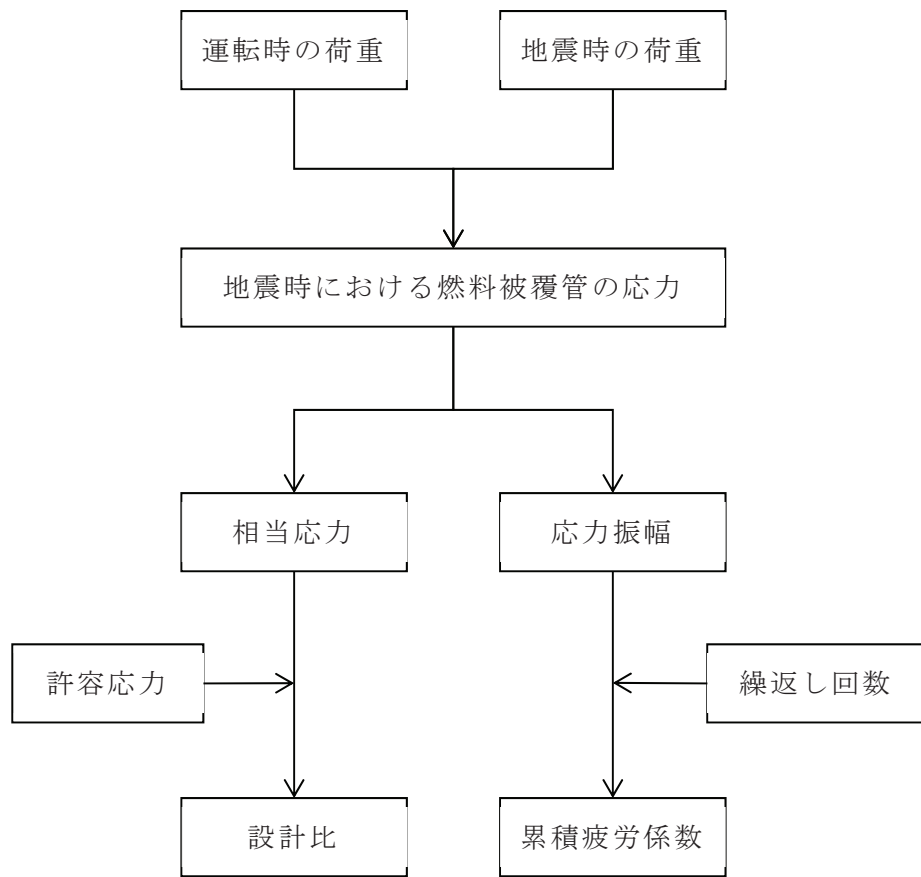 運転時の荷重
地震時の荷重
地震時における燃料被覆管の応力
相当応力
応力振幅
許容応力
繰返し回数
設計比
累積疲労係数